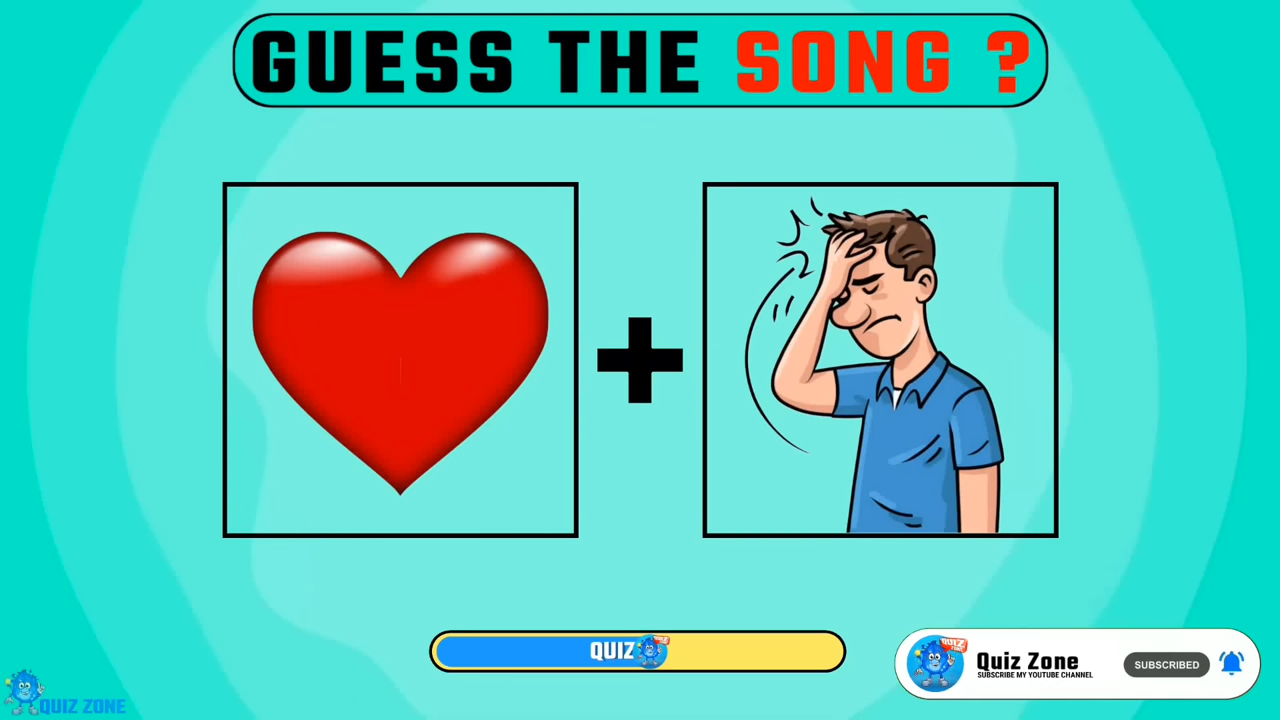 GUESS THE SONG ?
QUIZ
Quiz Zone
SUBSCRIBE MY YOUTUBE CHANNEL
SUBSCRIBED
QUIZ ZONE